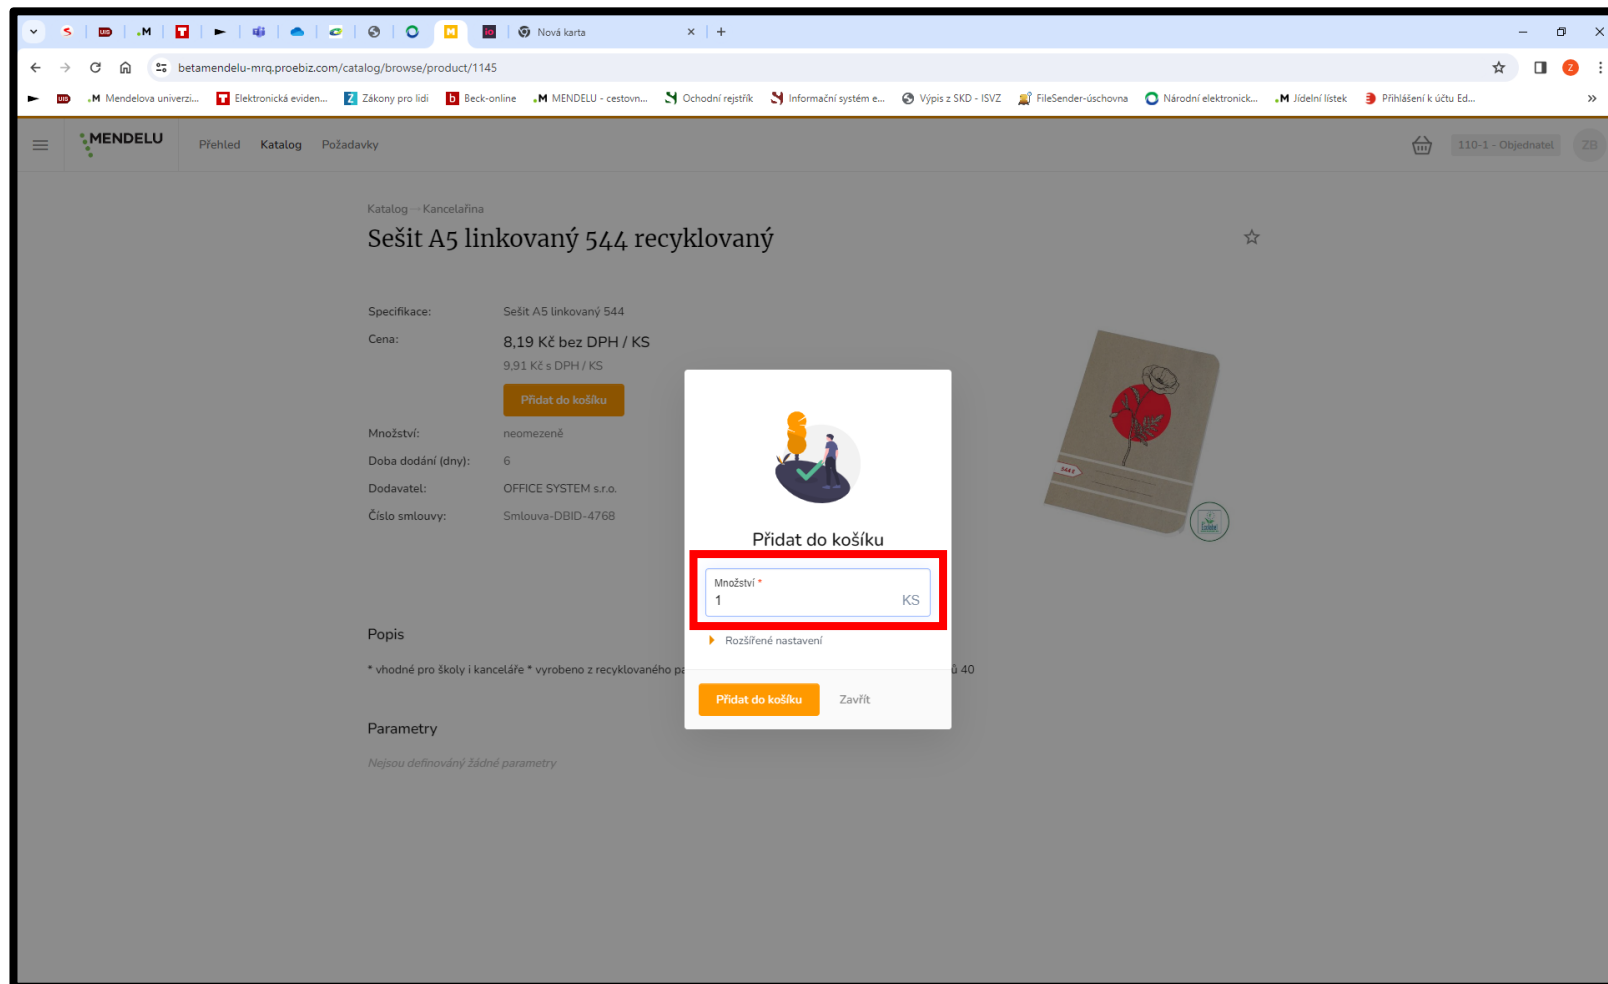 Nová karta
betamendelu-mrq.proebiz.com/catalog/browse/product/1145
Mendelova univerzi... Elektronická eviden... Zákony pro lidi Beck-online MENDELU - cestovn... Ochodní rejstřík Informační systém e... Výpis z SKD - ISVZ FileSender-úschovna Národní elektronick... Jídelní lístek Přihlášení k účtu Ed...
MENDELU Přehled Katalog Požadavky 110-1 - Objednatel ZB
Katalog — Kancelařina
Sešit A5 linkovaný 544 recyklovaný
Specifikace: Sešit A5 linkovaný 544
Cena: 8,19 Kč bez DPH / KS
9,91 Kč s DPH / KS
Přidat do košíku
Množství: neomezeně
Doba dodání (dny): 6
Dodavatel: OFFICE SYSTEM s.r.o.
Číslo smlouvy: Smlouva-DBID-4768
Přidat do košíku
Množství *
1 KS
Rozšířené nastavení
Přidat do košíku Zavřít
Popis
* vhodné pro školy i kanceláře * vyrobeno z recyklovaného pa ů 40
Parametry
Nejsou definováný žádné parametry